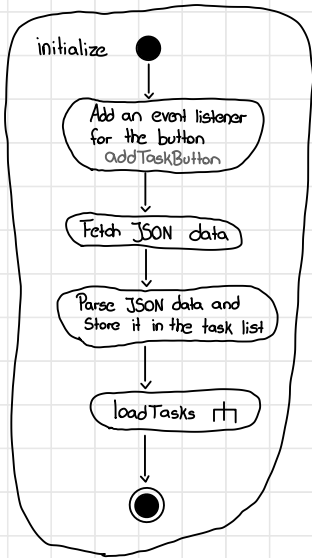 initialize
Add an event listener
for the button
addTaskButton
Fetch JSON data
Parse JSON data and
Store it in the task list
loadTasks